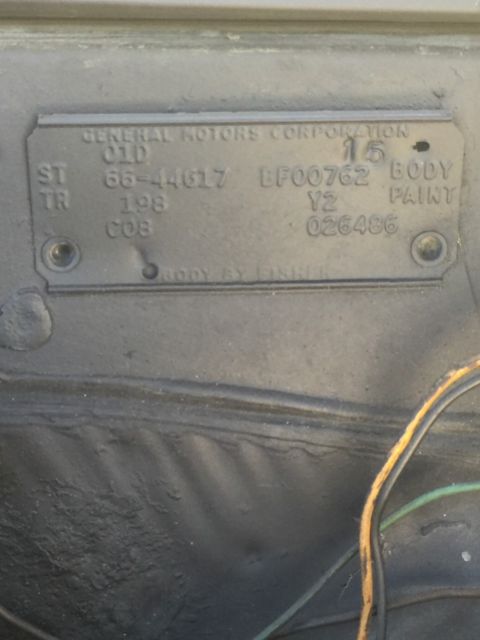 GENERAL MOTORS CORPORATION
01D 15
ST 66-44617 BF00762 BODY
TR 198 Y2 PAINT
C08 026486
BODY BY FISHER